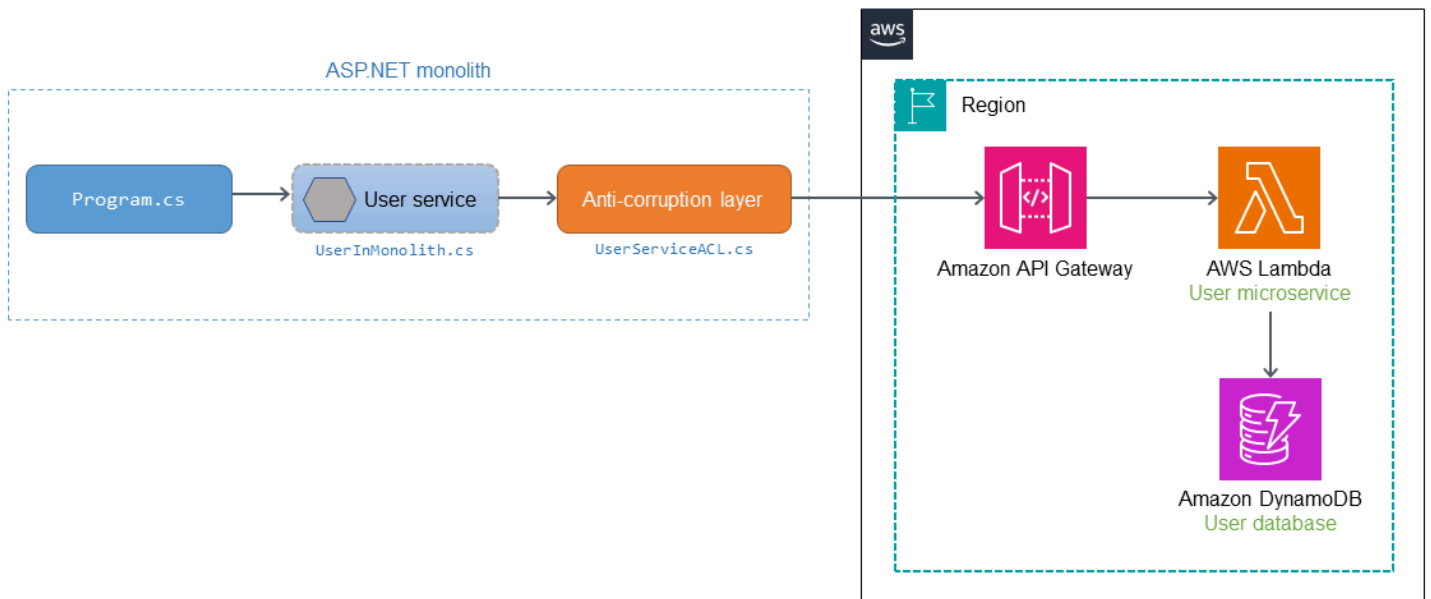 aws
ASP.NET monolith
Region
Program.cs
User service
Anti-corruption layer
UserInMonolith.cs
UserServiceACL.cs
</>
Amazon API Gateway
AWS Lambda
User microservice
Amazon DynamoDB
User database